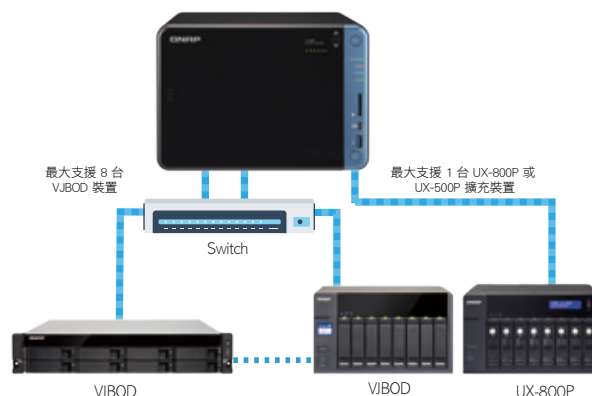 QNAP
最大支援 8 台
VJBOD 裝置
最大支援 1 台 UX-800P 或
UX-500P 擴充裝置
Switch
VJBOD
VJBOD
UX-800P